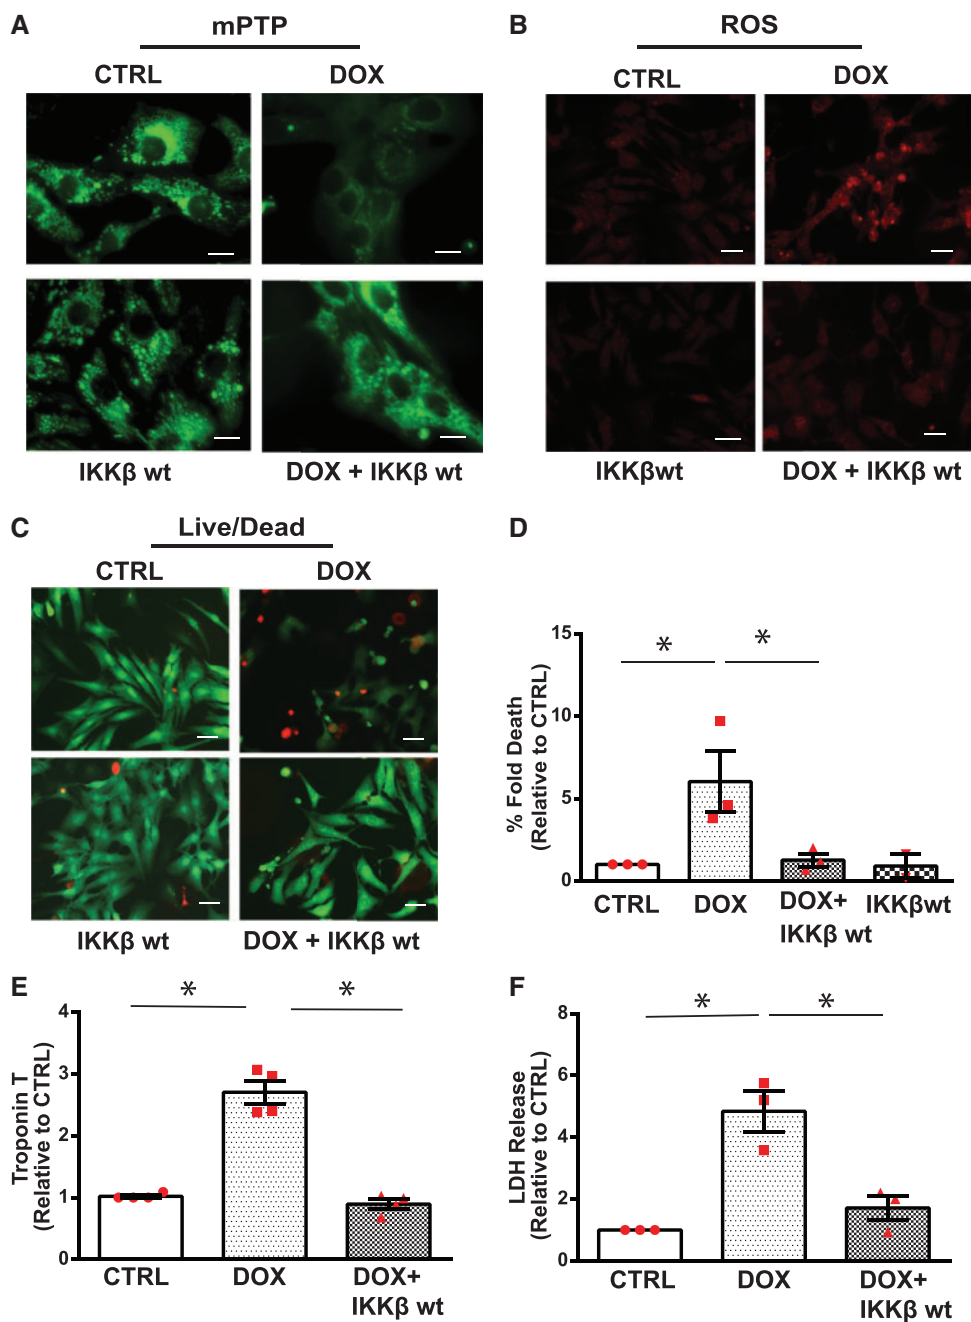 A
mPTP
CTRL
DOX
IKKβ wt
DOX + IKKβ wt
B
ROS
CTRL
DOX
IKKβwt
DOX + IKKβ wt
C
Live/Dead
CTRL
DOX
IKKβ wt
DOX + IKKβ wt
D
% Fold Death
(Relative to CTRL)
15
10
5
0
*
*
CTRL
DOX
DOX+
IKKβ wt
IKKβwt
E
Troponin T
(Relative to CTRL)
4
3
2
1
0
*
*
CTRL
DOX
DOX+
IKKβ wt
F
LDH Release
(Relative to CTRL)
8
6
4
2
0
*
*
CTRL
DOX
DOX+
IKKβ wt